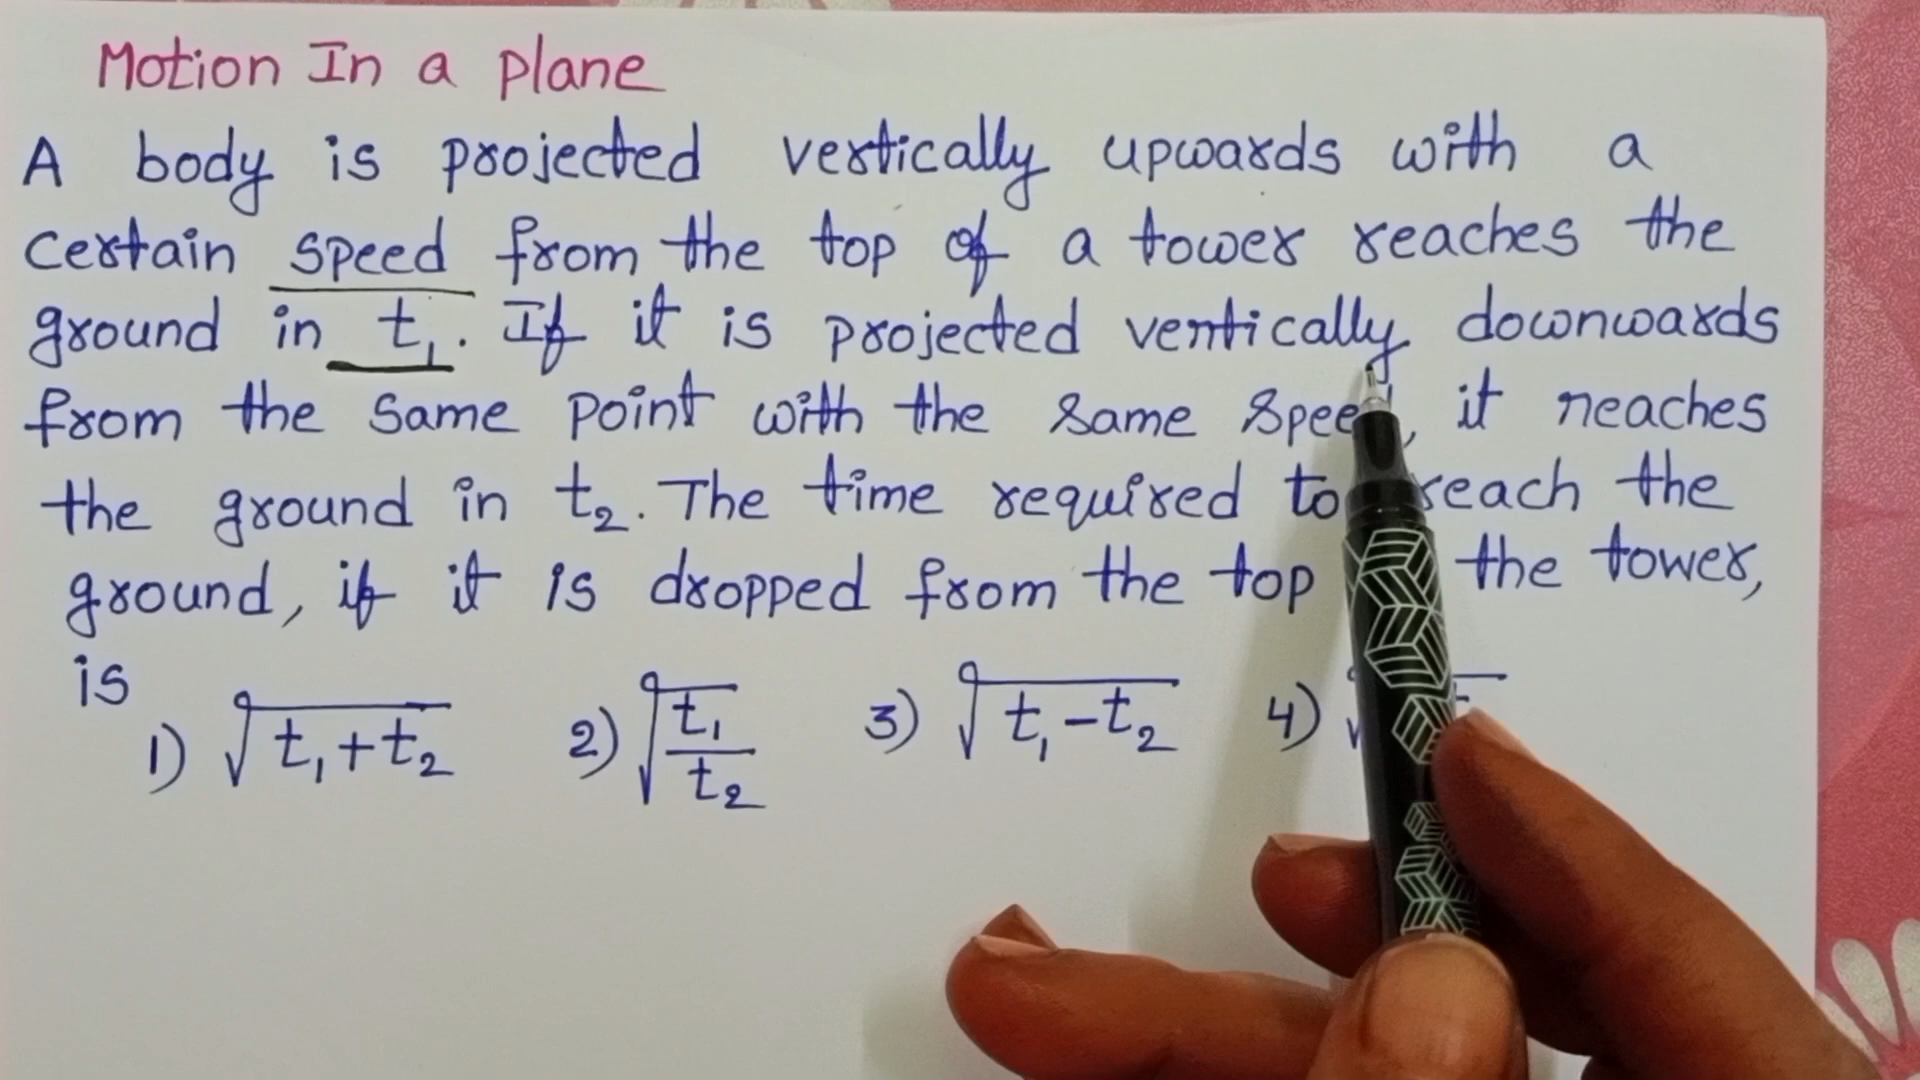 Motion In a plane
A body is projected vertically upwards with a
certain speed from the top of a tower reaches the
ground in t₁. If it is projected vertically downwards
from the same point with the same speed, it reaches
the ground in t₂. The time required to reach the
ground, if it is dropped from the top the tower,
is
1) √(t₁+t₂) 2) √(t₁/t₂) 3) √(t₁-t₂) 4) √